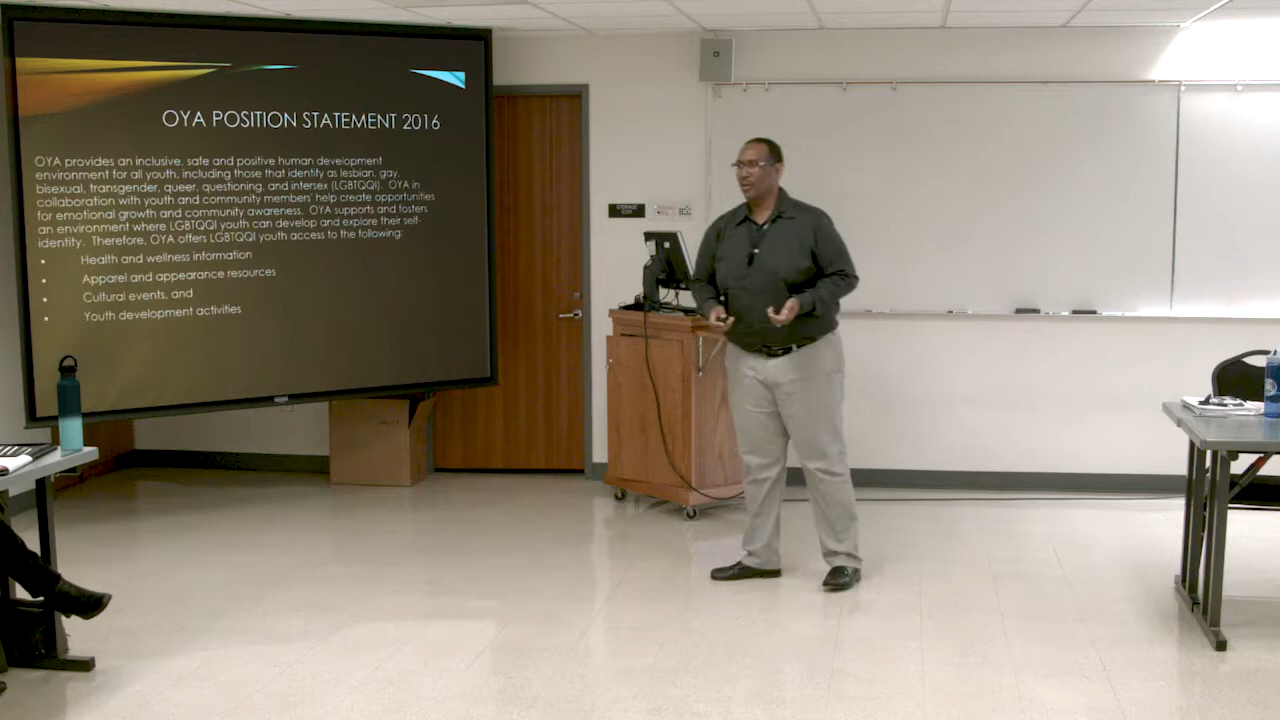 OYA POSITION STATEMENT 2016
OYA provides an inclusive, safe and positive human development
environment for all youth, including those that identify as lesbian, gay,
bisexual, transgender, queer, questioning, and intersex (LGBTQQI). OYA in
collaboration with youth and community members' help create opportunities
for emotional growth and community awareness. OYA supports and fosters
an environment where LGBTQQI youth can develop and explore their self-
identity. Therefore, OYA offers LGBTQQI youth access to the following:
• Health and wellness information
• Apparel and appearance resources
• Cultural events, and
• Youth development activities
STORAGE